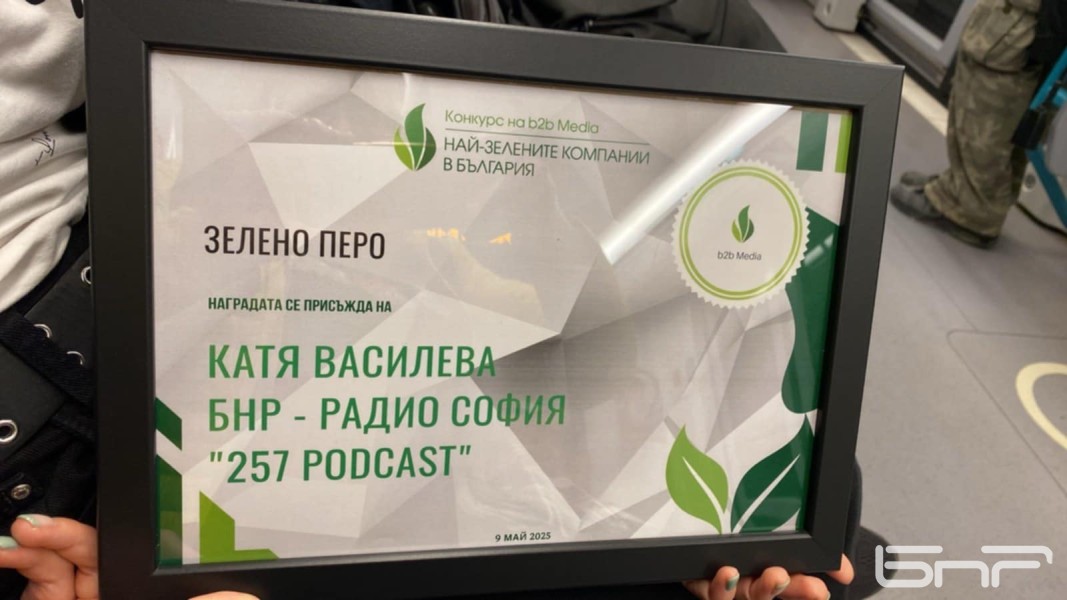 Конкурс на b2b Media
НАЙ-ЗЕЛЕНИТЕ КОМПАНИИ
В БЪЛГАРИЯ
b2b Media
ЗЕЛЕНО ПЕРО
НАГРАДАТА СЕ ПРИСЪЖДА НА
КАТЯ ВАСИЛЕВА
БНР - РАДИО СОФИЯ
"257 PODCAST"
9 МАЙ 2025
БНР